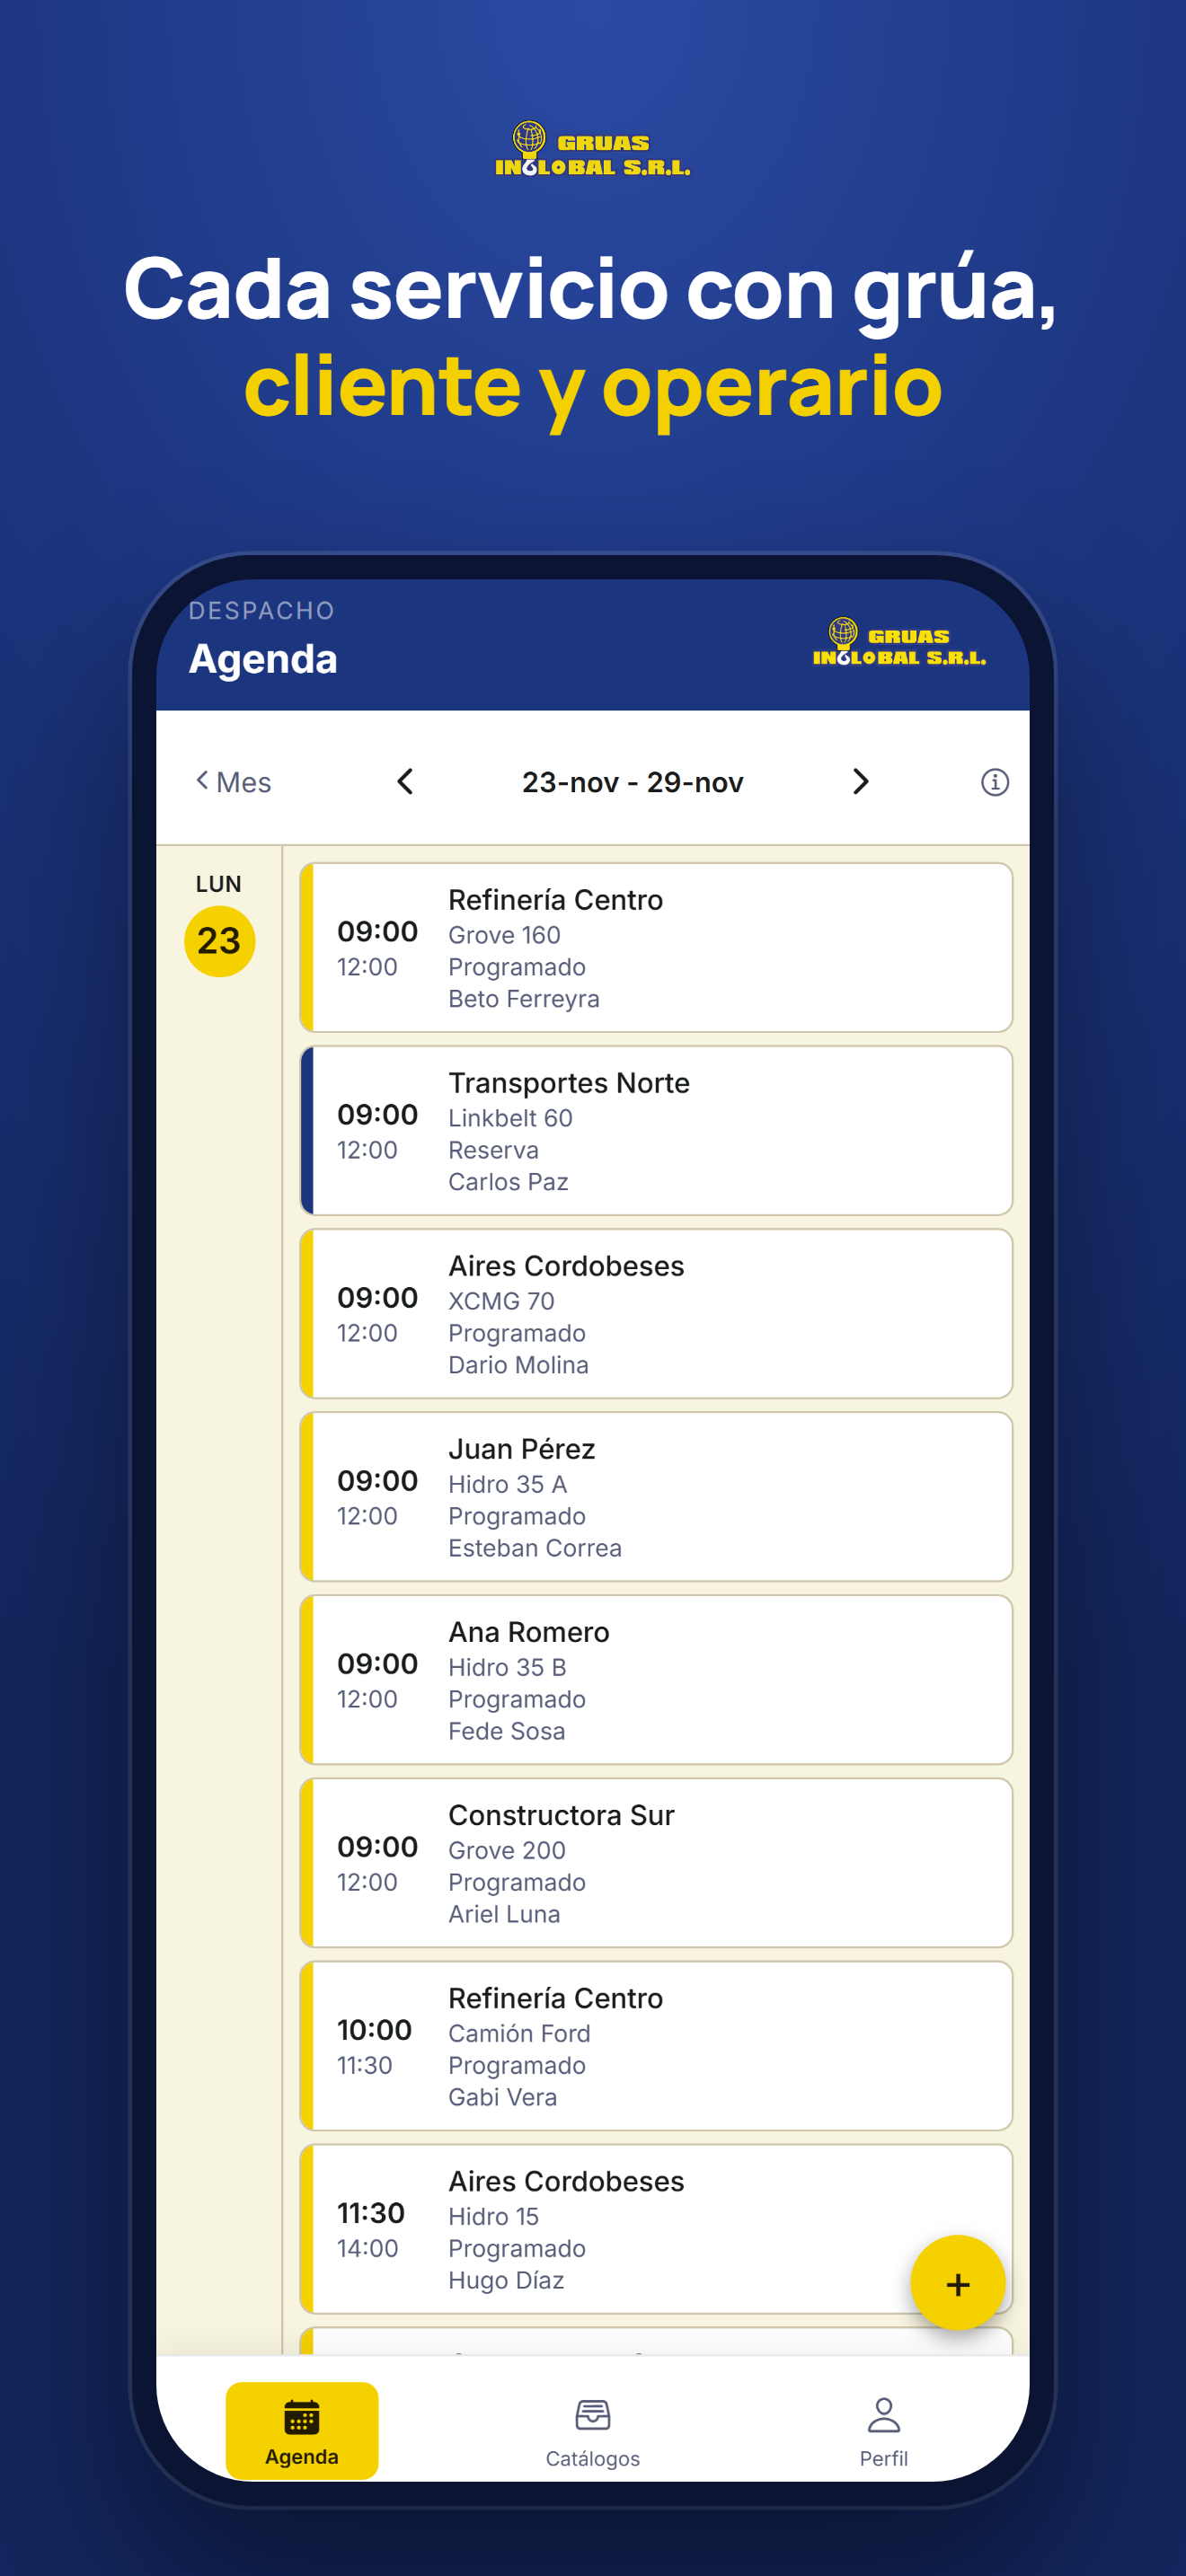 GRUAS
INGLOBAL S.R.L.
Cada servicio con grúa,
cliente y operario
DESPACHO
Agenda
GRUAS
INGLOBAL S.R.L.
Mes
23-nov - 29-nov
LUN
23
09:00
12:00
Refinería Centro
Grove 160
Programado
Beto Ferreyra
09:00
12:00
Transportes Norte
Linkbelt 60
Reserva
Carlos Paz
09:00
12:00
Aires Cordobeses
XCMG 70
Programado
Dario Molina
09:00
12:00
Juan Pérez
Hidro 35 A
Programado
Esteban Correa
09:00
12:00
Ana Romero
Hidro 35 B
Programado
Fede Sosa
09:00
12:00
Constructora Sur
Grove 200
Programado
Ariel Luna
10:00
11:30
Refinería Centro
Camión Ford
Programado
Gabi Vera
11:30
14:00
Aires Cordobeses
Hidro 15
Programado
Hugo Díaz
+
Agenda
Catálogos
Perfil